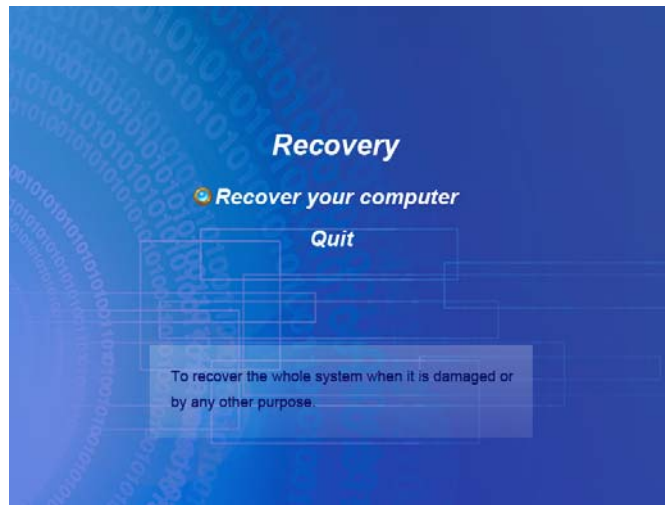 Recovery
Recover your computer
Quit
To recover the whole system when it is damaged or
by any other purpose.